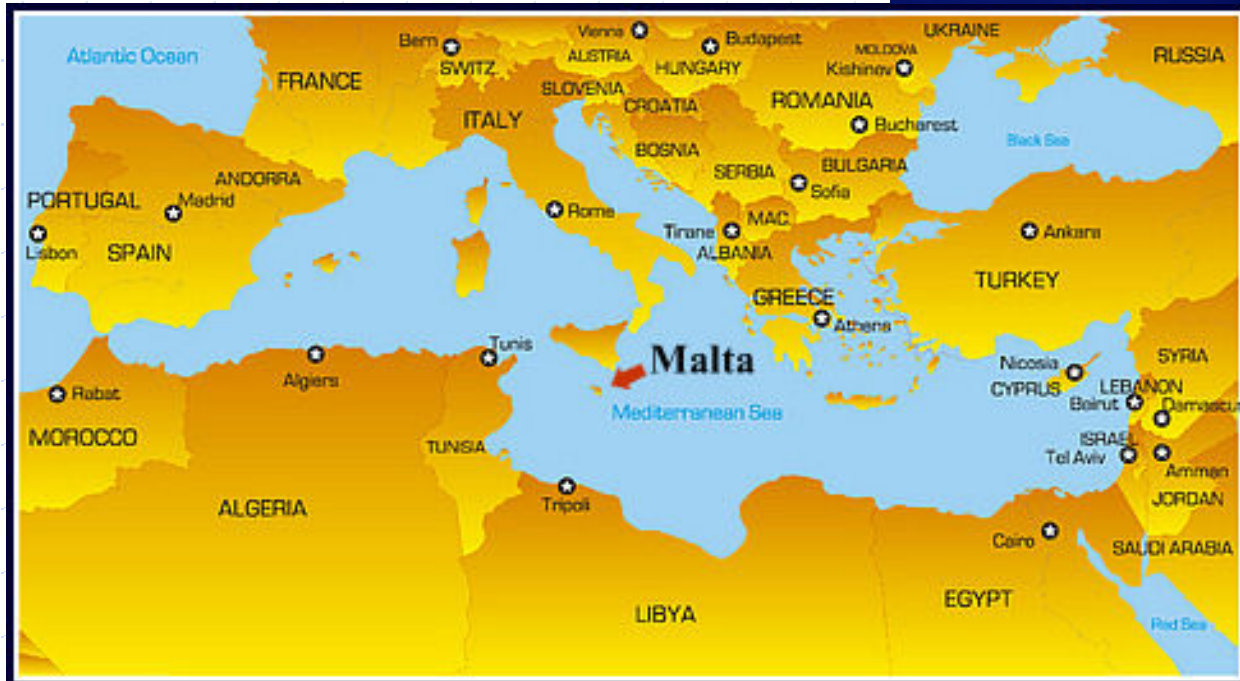 Atlantic Ocean
FRANCE
Bern
SWITZ.
Vienna
AUSTRIA
Budapest
HUNGARY
MOLDOVA
Kishinov
UKRAINE
RUSSIA
SLOVENIA
CROATIA
ITALY
ROMANIA
Bucharest
Black Sea
BOSNIA
SERBIA
BULGARIA
Sofia
ANDORRA
PORTUGAL
Madrid
Lisbon
SPAIN
Roma
Tirane
MAC.
ALBANIA
Ankara
TURKEY
GREECE
Athens
Tunis
Algiers
Malta
Mediterranean Sea
Nicosia
CYPRUS
SYRIA
LEBANON
Beirut
Damascus
Rabat
MOROCCO
TUNISIA
ISRAEL
Tel Aviv
Amman
JORDAN
ALGERIA
Tripoli
Cairo
SAUDI ARABIA
LIBYA
EGYPT
Red Sea